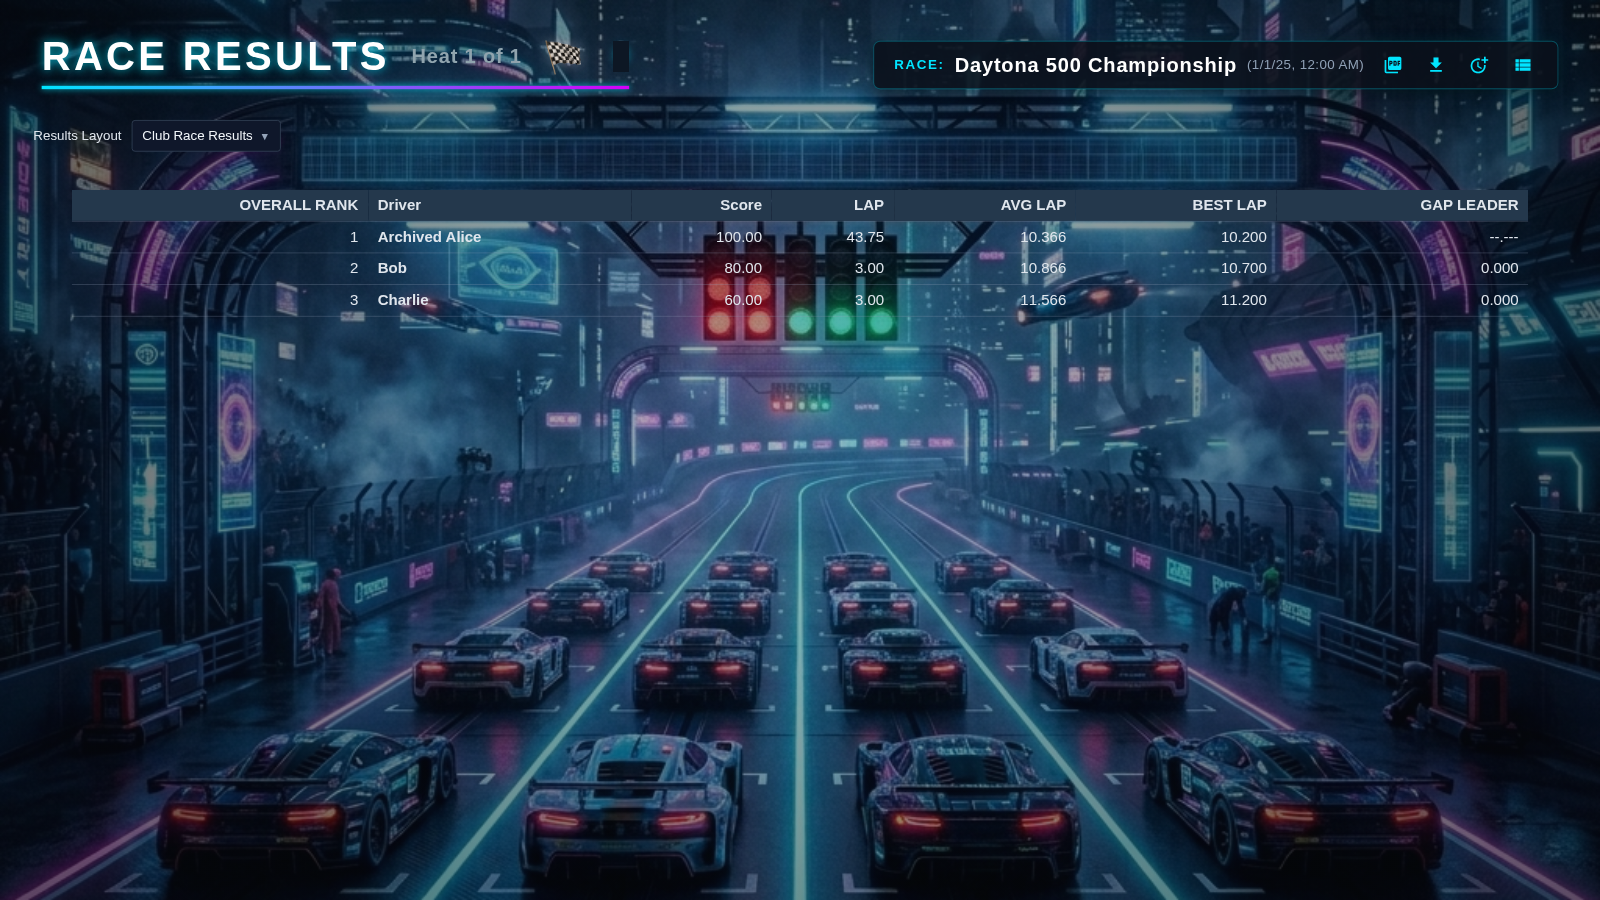 RACE RESULTS Heat 1 of 1
RACE: Daytona 500 Championship (1/1/25, 12:00 AM)
PDF
Results Layout Club Race Results
OVERALL RANK Driver Score LAP AVG LAP BEST LAP GAP LEADER
1 Archived Alice 100.00 43.75 10.366 10.200 --.---
2 Bob 80.00 3.00 10.866 10.700 0.000
3 Charlie 60.00 3.00 11.566 11.200 0.000